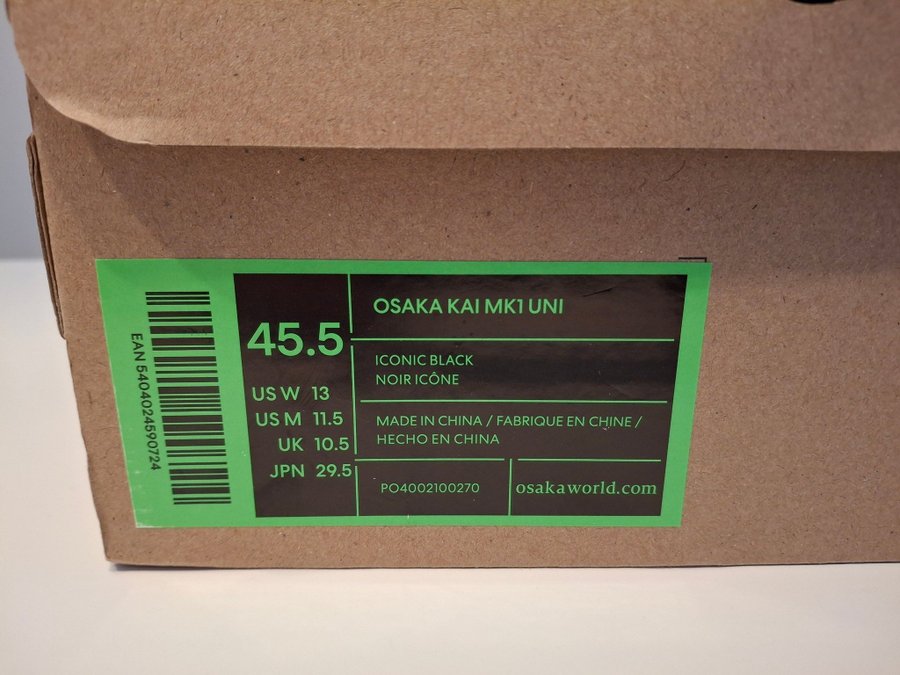 EAN 5404024590724
45.5
US W 13
US M 11.5
UK 10.5
JPN 29.5
OSAKA KAI MK1 UNI
ICONIC BLACK
NOIR ICÔNE
MADE IN CHINA / FABRIQUE EN CHINE /
HECHO EN CHINA
PO4002100270
osakaworld.com